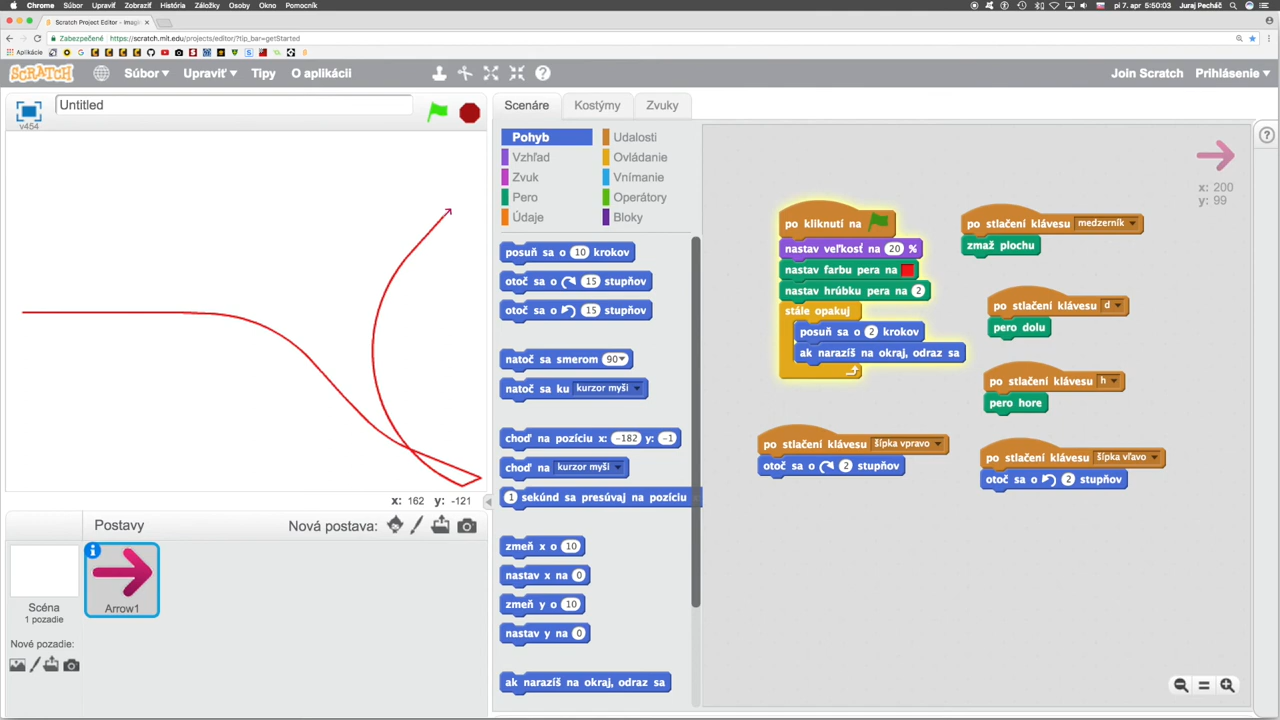 Chrome Súbor Upraviť Zobraziť História Záložky Osoby Okno Pomocník
pi 7. apr 5:50:03 Juraj Pecháč
Scratch Project Editor - Imagi
Zabezpečené https://scratch.mit.edu/projects/editor/?tip_bar=getStarted
Aplikácie
SCRATCH Súbor Upraviť Tipy O aplikácii
Join Scratch Prihlásenie
v454
Untitled
Scenáre Kostýmy Zvuky
Pohyb Udalosti
Vzhľad Ovládanie
Zvuk Vnímanie
Pero Operátory
Údaje Bloky
posuň sa o 10 krokov
otoč sa o 15 stupňov
otoč sa o 15 stupňov
natoč sa smerom 90
natoč sa ku kurzor myši
choď na pozíciu x: -182 y: -1
choď na kurzor myši
1 sekúnd sa presúvaj na pozíciu
zmeň x o 10
nastav x na 0
zmeň y o 10
nastav y na 0
ak narazíš na okraj, odraz sa
po kliknutí na
nastav veľkosť na 20 %
nastav farbu pera na
nastav hrúbku pera na 2
stále opakuj
posuň sa o 2 krokov
ak narazíš na okraj, odraz sa
po stlačení klávesu šípka vpravo
otoč sa o 2 stupňov
po stlačení klávesu medzerník
zmaž plochu
po stlačení klávesu d
pero dolu
po stlačení klávesu h
pero hore
po stlačení klávesu šípka vľavo
otoč sa o 2 stupňov
x: 200
y: 99
x: 162 y: -121
Postavy Nová postava:
Scéna
1 pozadie
Nové pozadie:
Arrow1